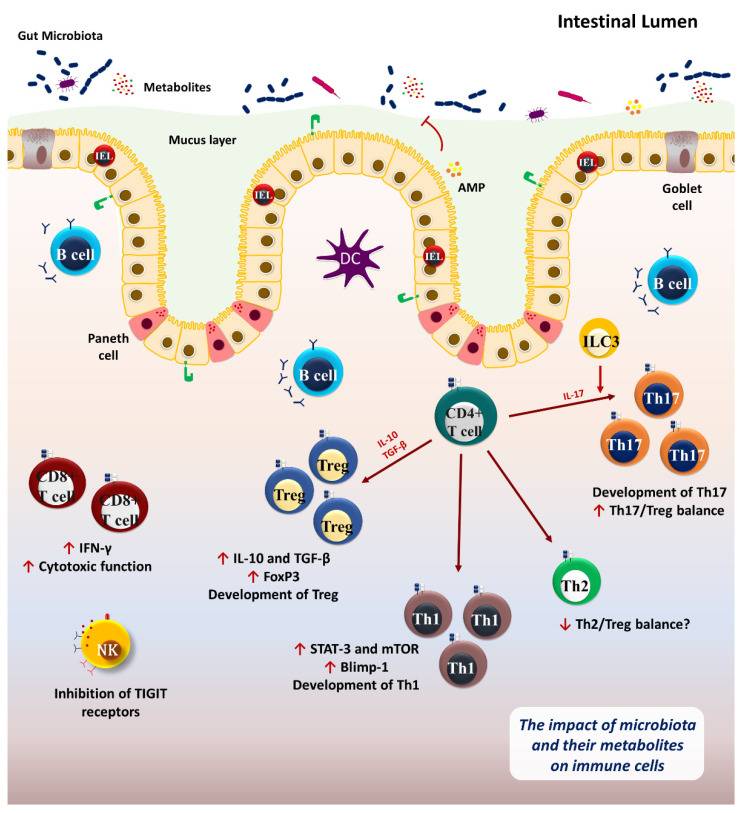 Intestinal Lumen
Gut Microbiota
Metabolites
Mucus layer
AMP
IEL
IEL
IEL
IEL
Goblet
cell
B cell
DC
B cell
Paneth
cell
ILC3
B cell
CD4+
T cell
IL-17
Th17
Th17
Th17
IL-10
TGF-β
Treg
Treg
Treg
CD8+
T cell
CD8+
T cell
Development of Th17
↑ Th17/Treg balance
↑ IFN-γ
↑ Cytotoxic function
↑ IL-10 and TGF-β
↑ FoxP3
Development of Treg
Th2
↓ Th2/Treg balance?
Th1
Th1
Th1
↑ STAT-3 and mTOR
↑ Blimp-1
Development of Th1
NK
Inhibition of TIGIT
receptors
The impact of microbiota
and their metabolites
on immune cells